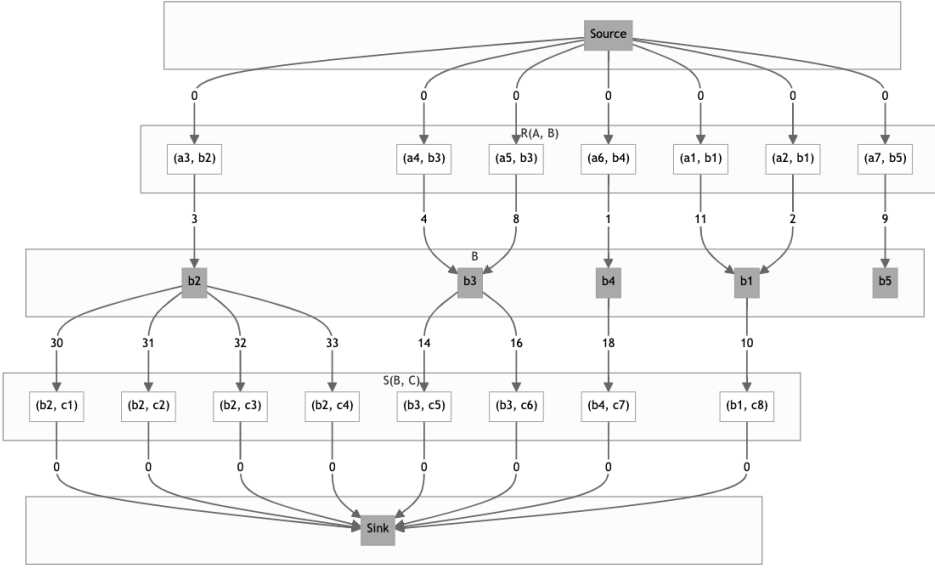 Source
0 0 0 0 0 0 0
R(A, B)
(a3, b2) (a4, b3) (a5, b3) (a6, b4) (a1, b1) (a2, b1) (a7, b5)
3 4 8 1 11 2 9
B
b2 b3 b4 b1 b5
30 31 32 33 14 16 18 10
S(B, C)
(b2, c1) (b2, c2) (b2, c3) (b2, c4) (b3, c5) (b3, c6) (b4, c7) (b1, c8)
0 0 0 0 0 0 0 0
Sink